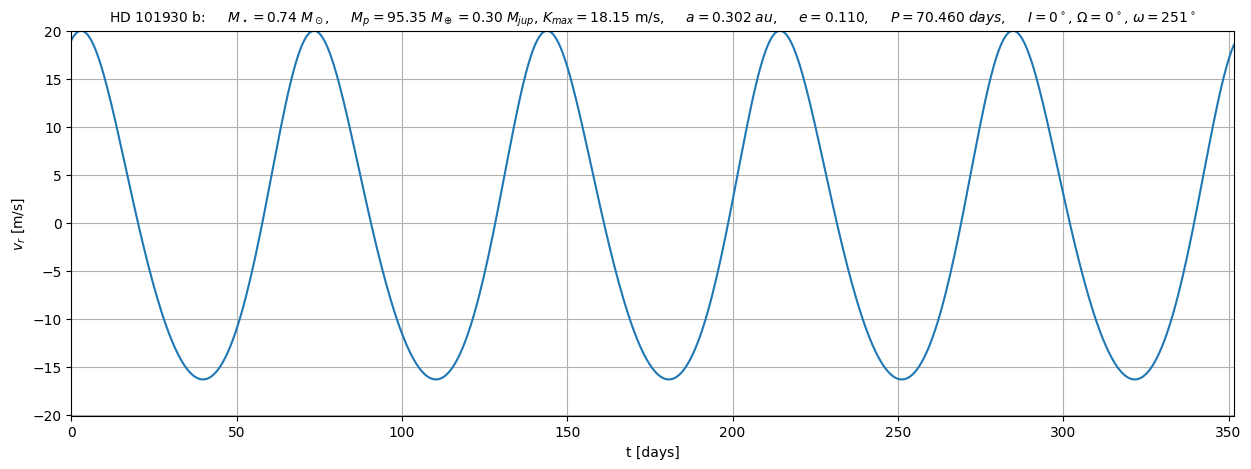 HD 101930 b: M⋆ = 0.74 M⊙, Mp = 95.35 M⊕ = 0.30 Mjup, Kmax = 18.15 m/s, a = 0.302 au, e = 0.110, P = 70.460 days, I = 0°, Ω = 0°, ω = 251°
20
15
10
5
0
−5
−10
−15
−20
vr [m/s]
0 50 100 150 200 250 300 350
t [days]